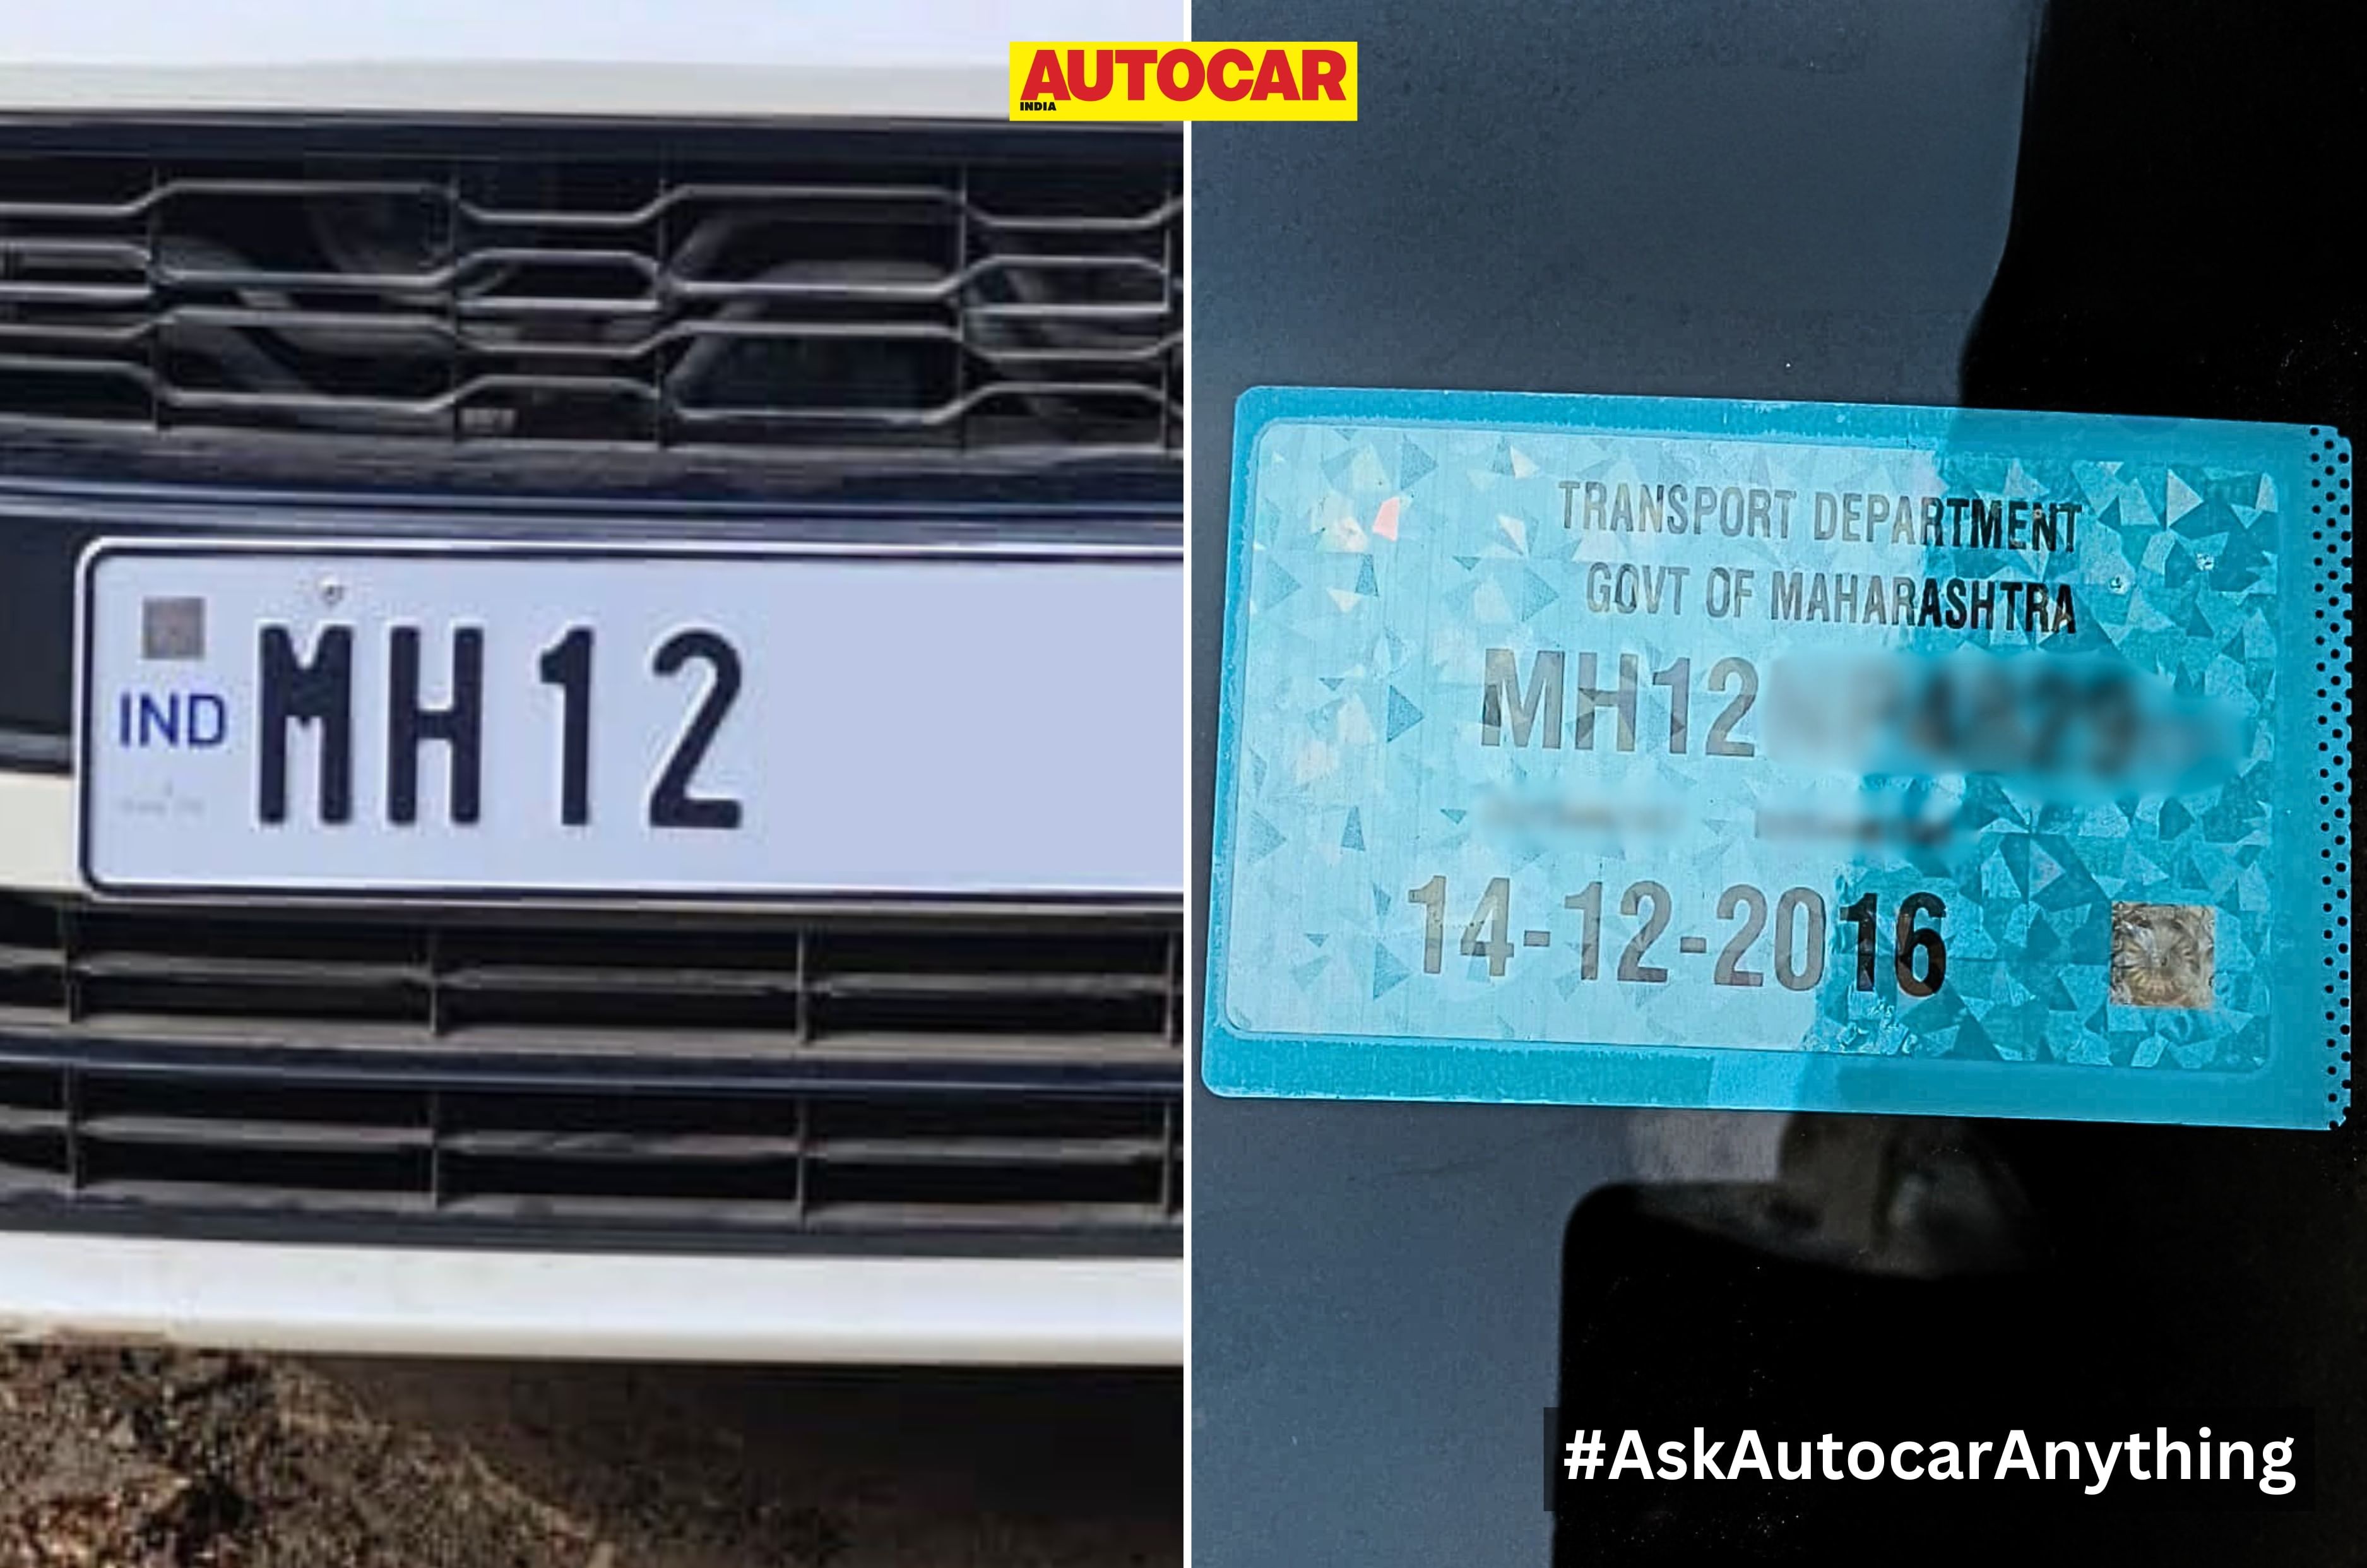 AUTOCAR
INDIA
IND
MH12
TRANSPORT DEPARTMENT
GOVT OF MAHARASHTRA
MH12
14-12-2016
#AskAutocarAnything